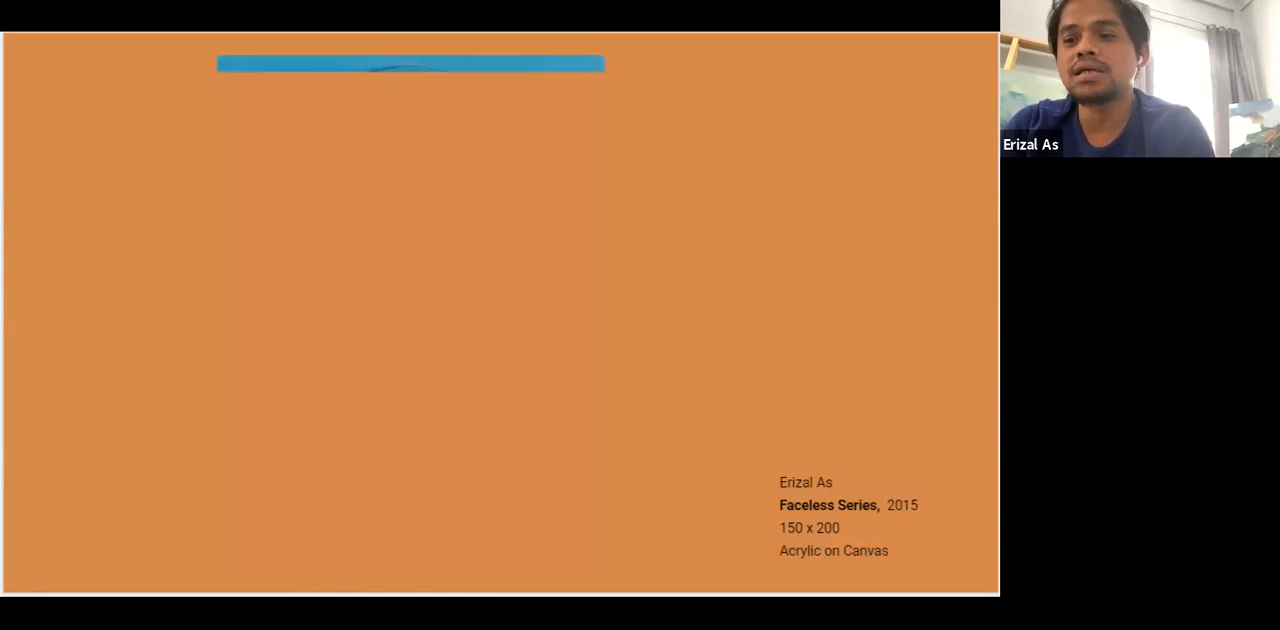 Erizal As
Erizal As
Faceless Series, 2015
150 x 200
Acrylic on Canvas